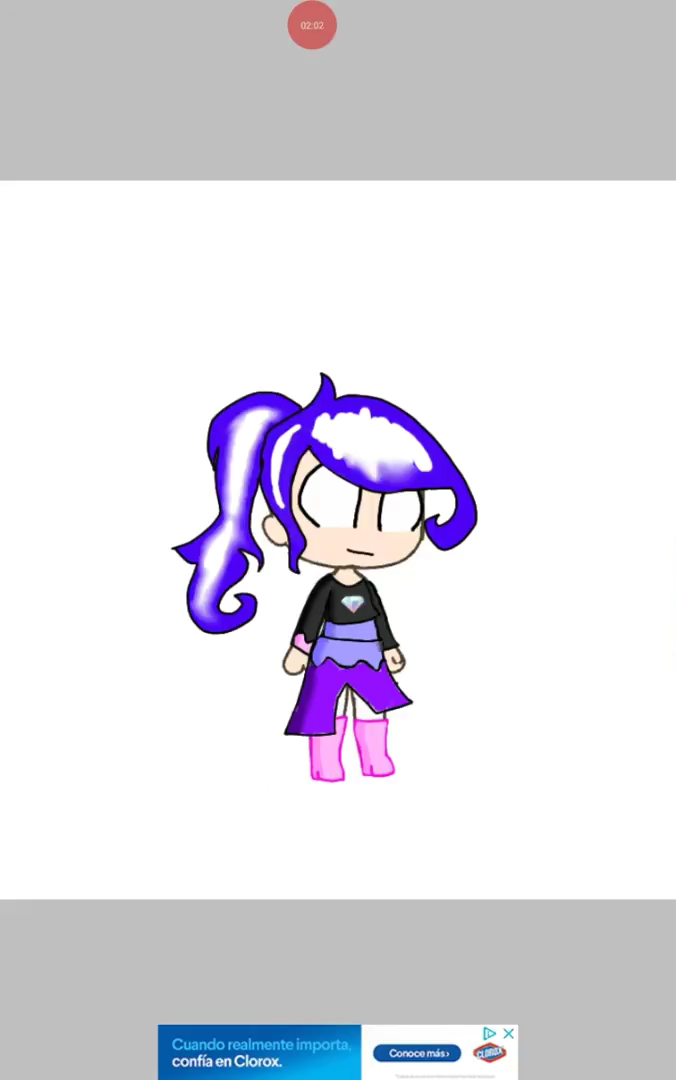 02:02
Cuando realmente importa,
confía en Clorox.
Conoce más›
CLOROX